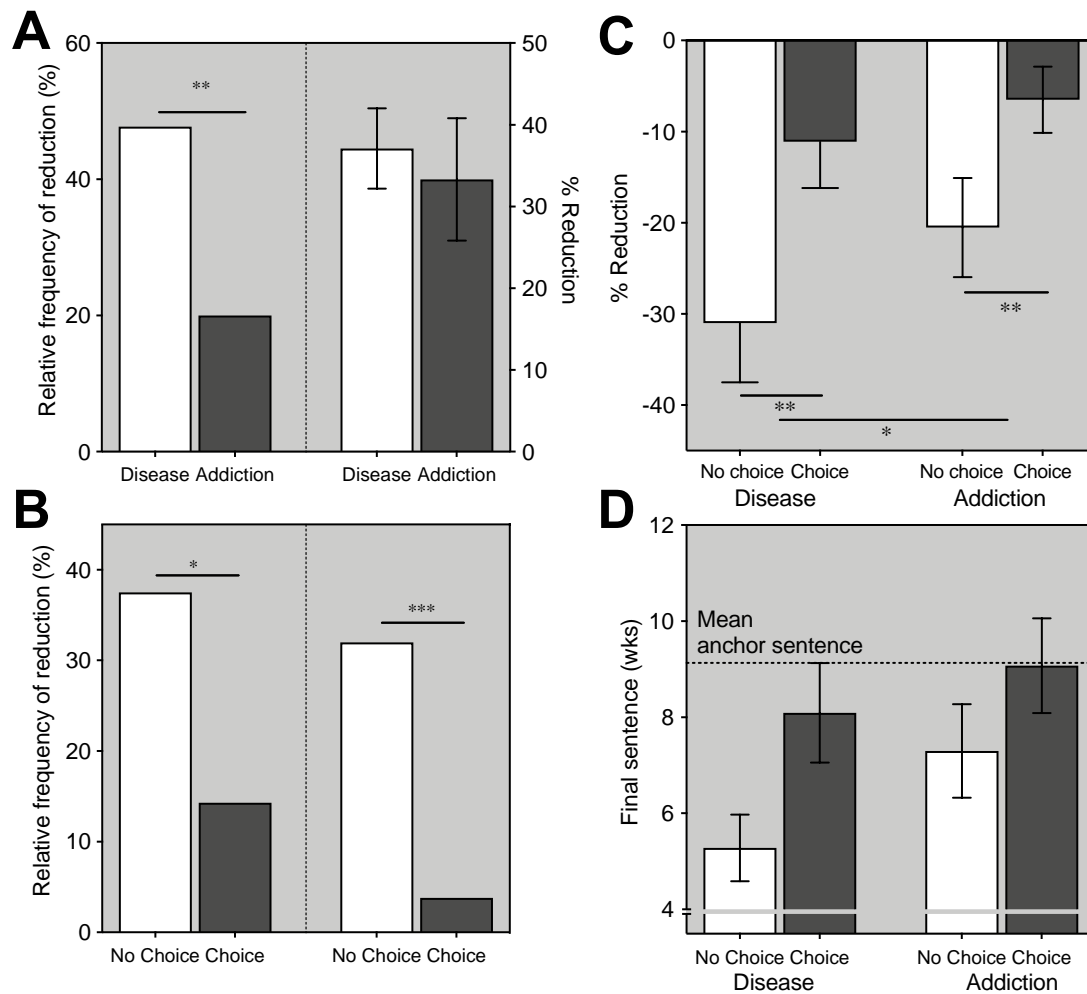 A
Relative frequency of reduction (%)
60
40
20
0
**
50
40
30
20
10
0
% Reduction
Disease Addiction
Disease Addiction
B
Relative frequency of reduction (%)
40
30
20
10
0
*
***
No Choice Choice
No Choice Choice
C
% Reduction
0
-10
-20
-30
-40
**
**
*
No choice Choice
No choice Choice
Disease
Addiction
D
Final sentence (wks)
12
10
8
6
4
Mean
anchor sentence
No Choice Choice
No Choice Choice
Disease
Addiction